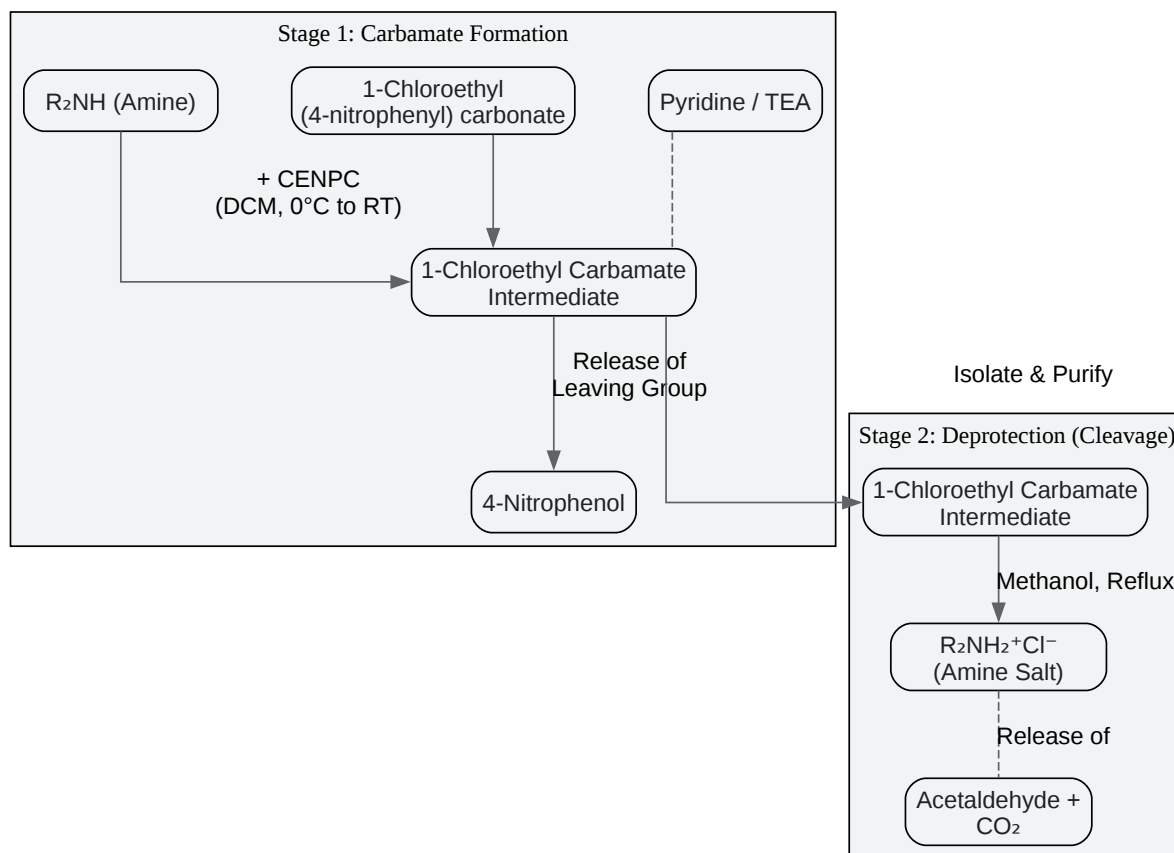 Stage 1: Carbamate Formation
R₂NH (Amine)
1-Chloroethyl
(4-nitrophenyl) carbonate
Pyridine / TEA
+ CENPC
(DCM, 0°C to RT)
1-Chloroethyl Carbamate
Intermediate
Release of
Leaving Group
4-Nitrophenol
Isolate & Purify
Stage 2: Deprotection (Cleavage)
1-Chloroethyl Carbamate
Intermediate
Methanol, Reflux
R₂NH₂⁺Cl⁻
(Amine Salt)
Release of
Acetaldehyde +
CO₂